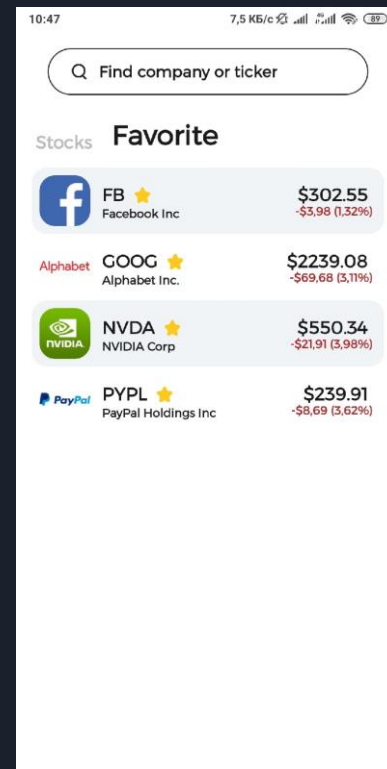 10:47 7,5 КБ/с 89
Find company or ticker
Stocks Favorite
FB $302.55
Facebook Inc -$3,98 (1,32%)
Alphabet GOOG $2239.08
Alphabet Inc. -$69,68 (3,11%)
NVDA $550.34
NVIDIA NVIDIA Corp -$21,91 (3,98%)
PayPal PYPL $239.91
PayPal Holdings Inc -$8,69 (3,62%)